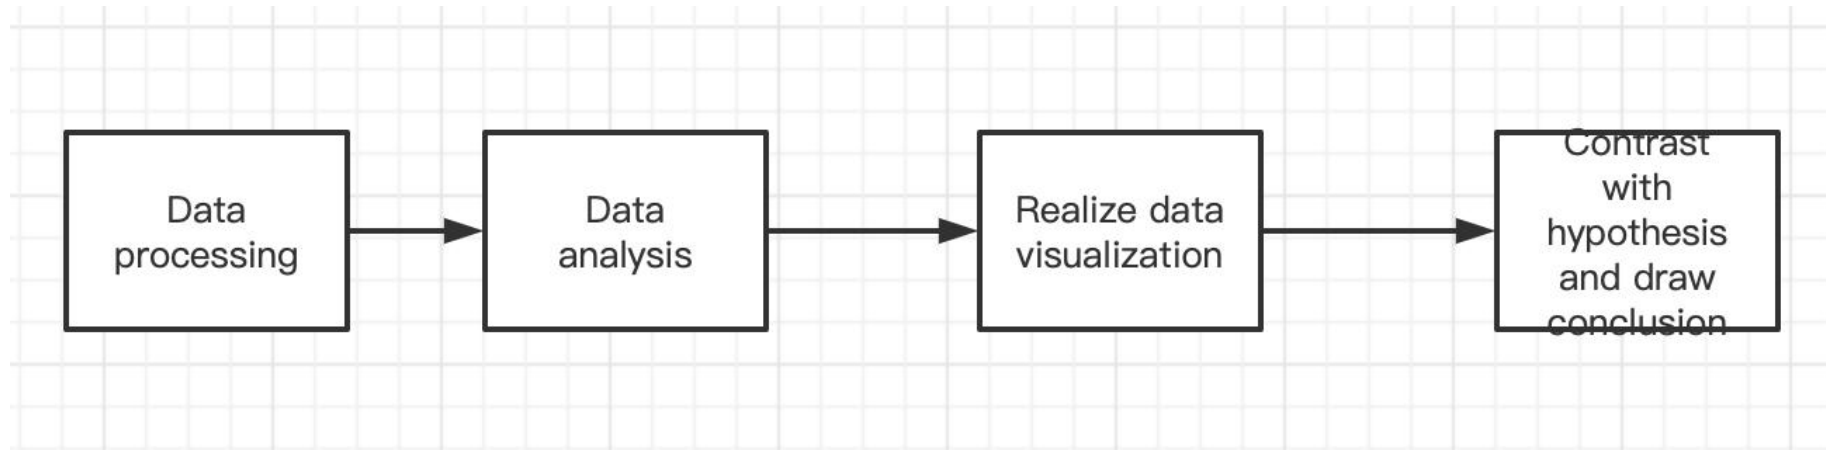 Data
processing
Data
analysis
Realize data
visualization
Contrast
with
hypothesis
and draw
conclusion